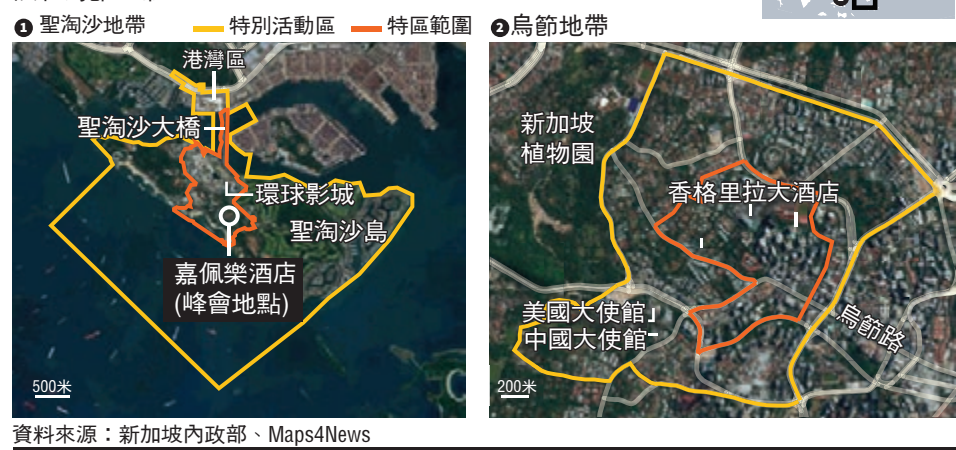 ❶ 聖淘沙地帶
特別活動區
特區範圍
港灣區
聖淘沙大橋
環球影城
聖淘沙島
嘉佩樂酒店
(峰會地點)
500米
❷烏節地帶
新加坡
植物園
香格里拉大酒店
美國大使館
中國大使館
烏節路
200米
資料來源：新加坡內政部、Maps4News